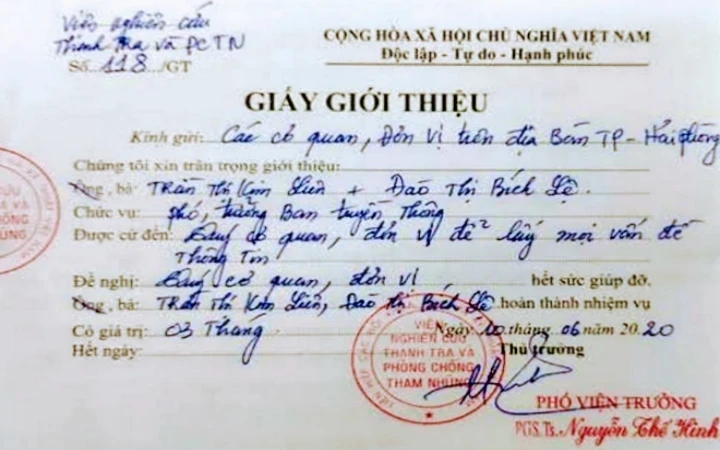 Viện nghiên cứu
Thanh tra và PCTN
Số 118 /GT
CỘNG HÒA XÃ HỘI CHỦ NGHĨA VIỆT NAM
Độc lập - Tự do - Hạnh phúc
GIẤY GIỚI THIỆU
Kính gửi: Các cơ quan, Đơn vị trên địa Bàn TP - Hải phòng
Chúng tôi xin trân trọng giới thiệu:
Ông, bà: Trần Thị Kim Liên + Đào Thị Bích Lệ.
Chức vụ: phó, trưởng Ban truyền Thông
Được cử đến: Quý cơ quan, đơn vị để lấy mọi vấn đề
Thông Tin
Đề nghị: Quý cơ quan, đơn vị hết sức giúp đỡ.
Ông, bà: Trần Thị Kim Liên, Đào Thị Bích Lệ hoàn thành nhiệm vụ
Có giá trị: 03 Tháng Ngày 10 tháng 06 năm 20 20
Hết ngày: Thủ trưởng
VIỆN
NGHIÊN CỨU
THANH TRA VÀ
PHÒNG CHỐNG
THAM NHŨNG
PHÓ VIỆN TRƯỞNG
PGS.Ts. Nguyễn Thế Hinh